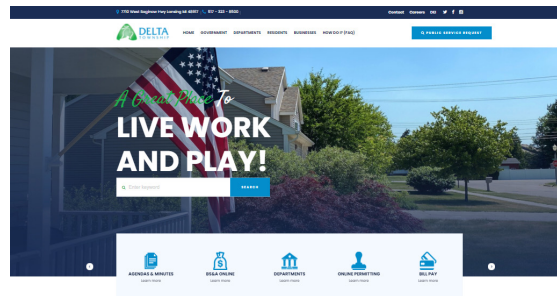 7710 West Saginaw Hwy Lansing MI 48917 517 - 323 - 8500
Contact Careers GIS
DELTA
TOWNSHIP
HOME GOVERNMENT DEPARTMENTS RESIDENTS BUSINESSES HOW DO I? (FAQ)
PUBLIC SERVICE REQUEST
A Great Place To
LIVE WORK
AND PLAY!
Enter keyword
SEARCH
AGENDAS & MINUTES
Learn more
BS&A ONLINE
Learn more
DEPARTMENTS
Learn more
ONLINE PERMITTING
Learn more
BILL PAY
Learn more